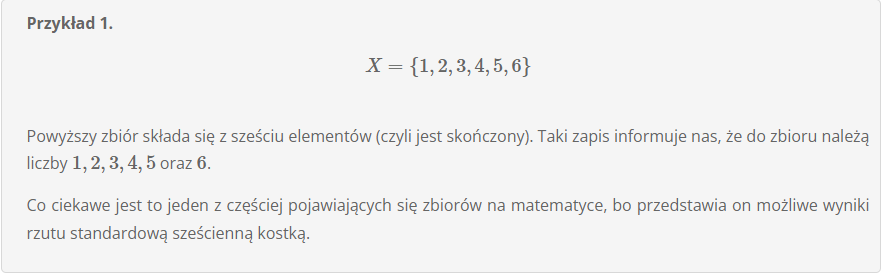 Przykład 1.
X = {1, 2, 3, 4, 5, 6}
Powyższy zbiór składa się z sześciu elementów (czyli jest skończony). Taki zapis informuje nas, że do zbioru należą
liczby 1, 2, 3, 4, 5 oraz 6.
Co ciekawe jest to jeden z częściej pojawiających się zbiorów na matematyce, bo przedstawia on możliwe wyniki
rzutu standardową sześcienną kostką.